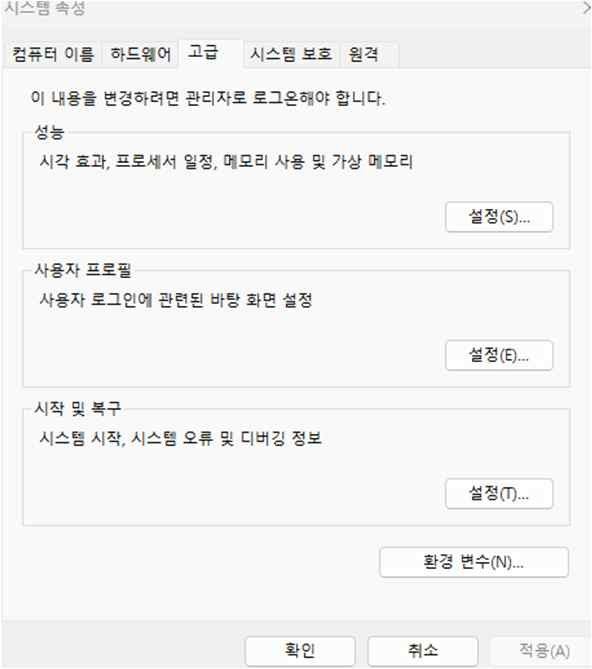 시스템 속성
컴퓨터 이름 하드웨어 고급 시스템 보호 원격
이 내용을 변경하려면 관리자로 로그온해야 합니다.
성능
시각 효과, 프로세서 일정, 메모리 사용 및 가상 메모리
설정(S)...
사용자 프로필
사용자 로그인에 관련된 바탕 화면 설정
설정(E)...
시작 및 복구
시스템 시작, 시스템 오류 및 디버깅 정보
설정(T)...
환경 변수(N)...
확인 취소 적용(A)